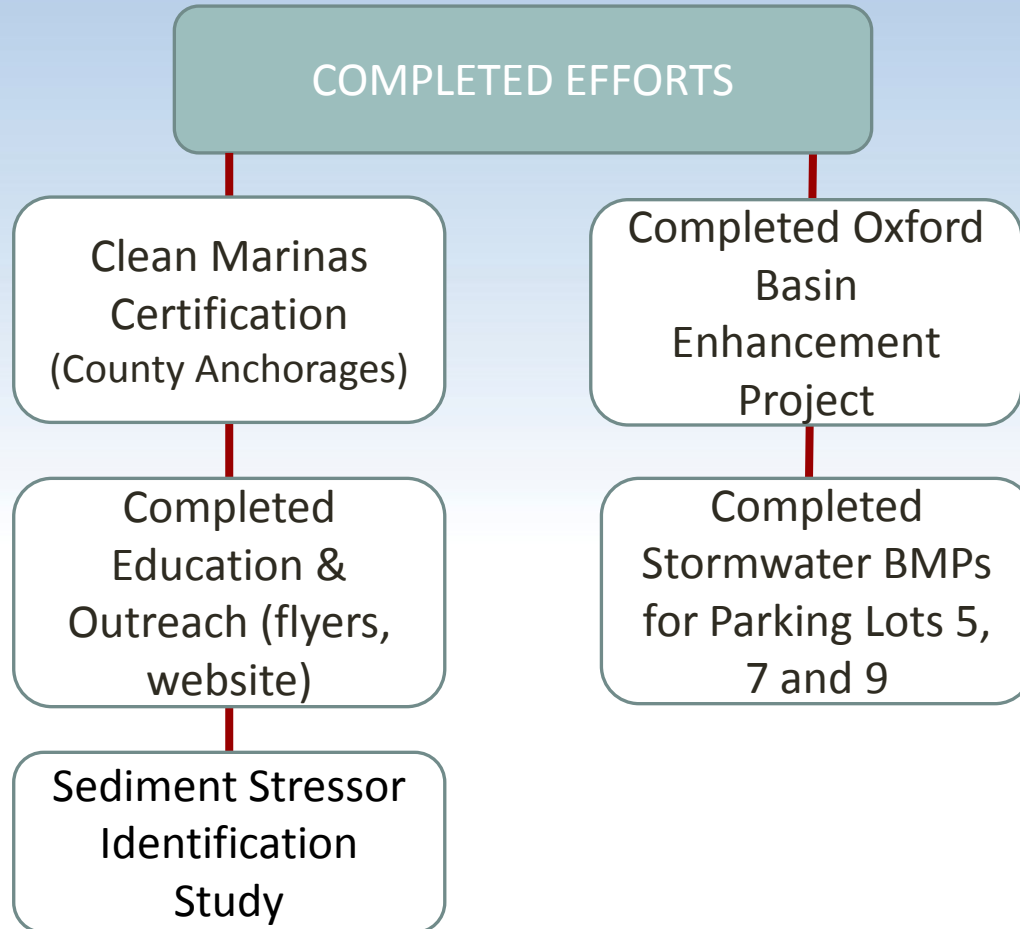 COMPLETED EFFORTS
Clean Marinas
Certification
(County Anchorages)
Completed
Education &
Outreach (flyers,
website)
Sediment Stressor
Identification
Study
Completed Oxford
Basin
Enhancement
Project
Completed
Stormwater BMPs
for Parking Lots 5,
7 and 9